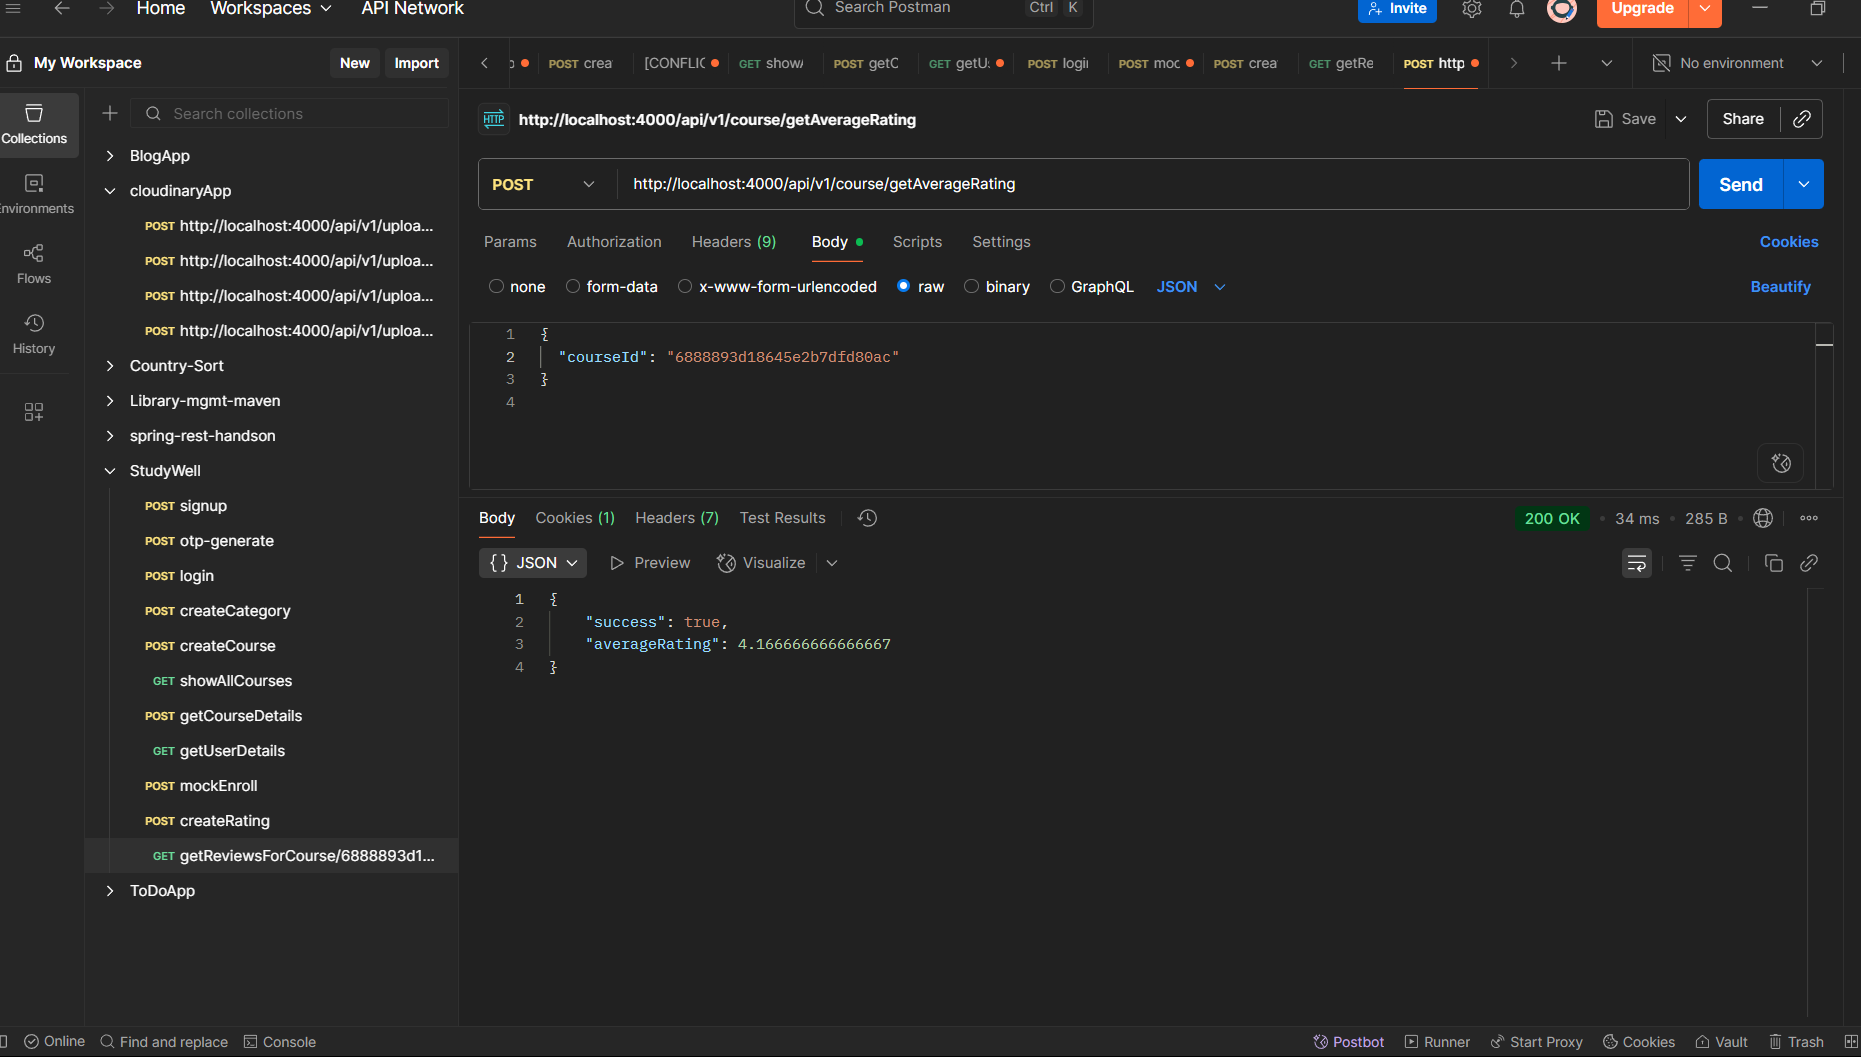 Home Workspaces API Network Search Postman Ctrl K Invite Upgrade
My Workspace New Import
POST crea [CONFLIC GET show POST getC GET getU POST logi POST moc POST crea GET getRe POST http No environment
Collections
Environments
Flows
History
Search collections
BlogApp
cloudinaryApp
POST http://localhost:4000/api/v1/uploa...
POST http://localhost:4000/api/v1/uploa...
POST http://localhost:4000/api/v1/uploa...
POST http://localhost:4000/api/v1/uploa...
Country-Sort
Library-mgmt-maven
spring-rest-handson
StudyWell
POST signup
POST otp-generate
POST login
POST createCategory
POST createCourse
GET showAllCourses
POST getCourseDetails
GET getUserDetails
POST mockEnroll
POST createRating
GET getReviewsForCourse/6888893d1...
ToDoApp
HTTP http://localhost:4000/api/v1/course/getAverageRating Save Share
POST http://localhost:4000/api/v1/course/getAverageRating Send
Params Authorization Headers (9) Body Scripts Settings Cookies
none form-data x-www-form-urlencoded raw binary GraphQL JSON Beautify
1 {
2 "courseId": "6888893d18645e2b7dfd80ac"
3 }
4
Body Cookies (1) Headers (7) Test Results 200 OK 34 ms 285 B
{} JSON Preview Visualize
1 {
2 "success": true,
3 "averageRating": 4.166666666666667
4 }
Online Find and replace Console Postbot Runner Start Proxy Cookies Vault Trash